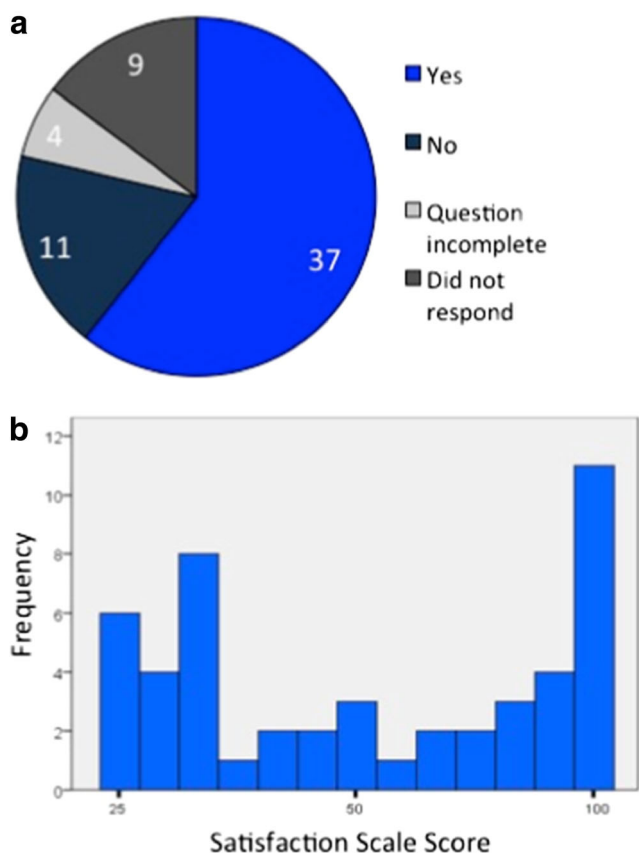 a
9
4
11
37
Yes
No
Question
incomplete
Did not
respond
b
12
10
8
6
4
2
0
Frequency
25
50
100
Satisfaction Scale Score